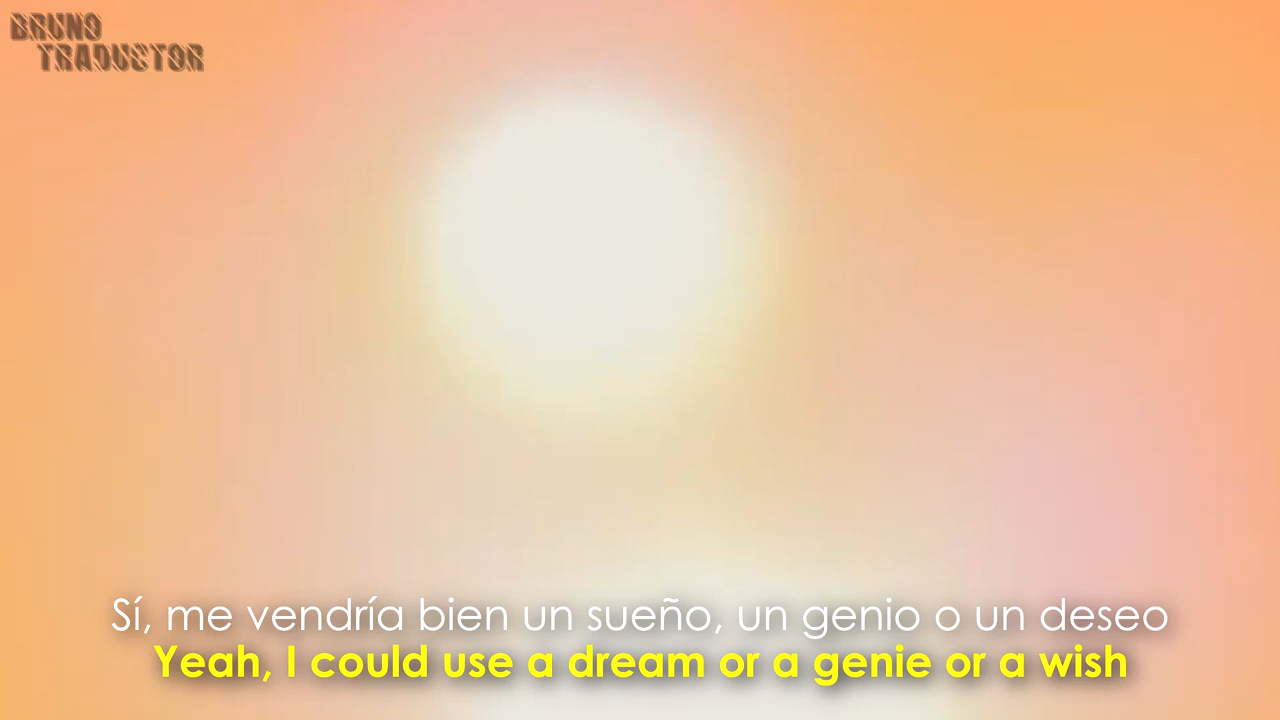 BRUNO
TRADUCTOR
Sí, me vendría bien un sueño, un genio o un deseo
Yeah, I could use a dream or a genie or a wish